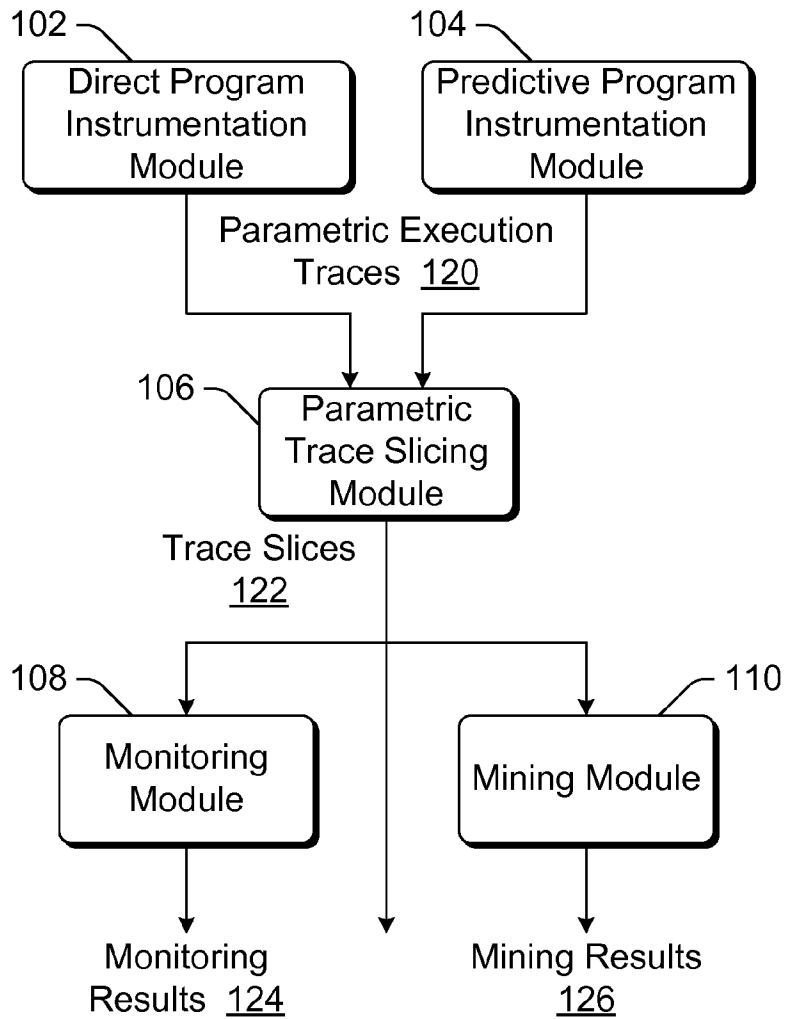 102
104
Direct Program
Instrumentation
Module
Predictive Program
Instrumentation
Module
Parametric Execution
Traces 120
106
Parametric
Trace Slicing
Module
Trace Slices
122
108
110
Monitoring
Module
Mining Module
Monitoring
Results 124
Mining Results
126